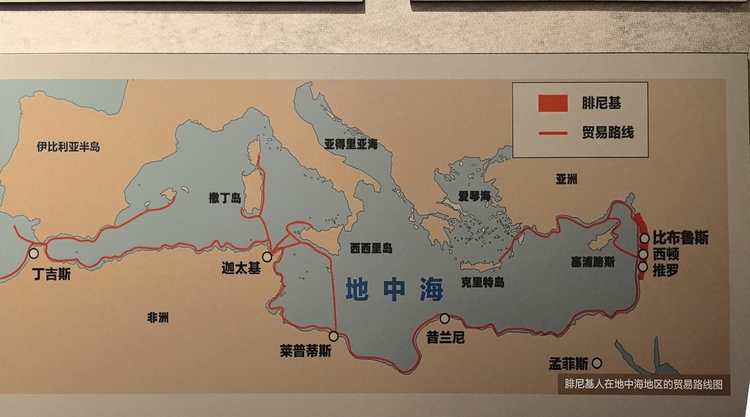 腓尼基
贸易路线
伊比利亚半岛
亚得里亚海
亚洲
爱琴海
撒丁岛
比布鲁斯
西顿
推罗
西西里岛
塞浦路斯
丁吉斯
迦太基
克里特岛
地中海
非洲
昔兰尼
莱普蒂斯
孟菲斯
腓尼基人在地中海地区的贸易路线图